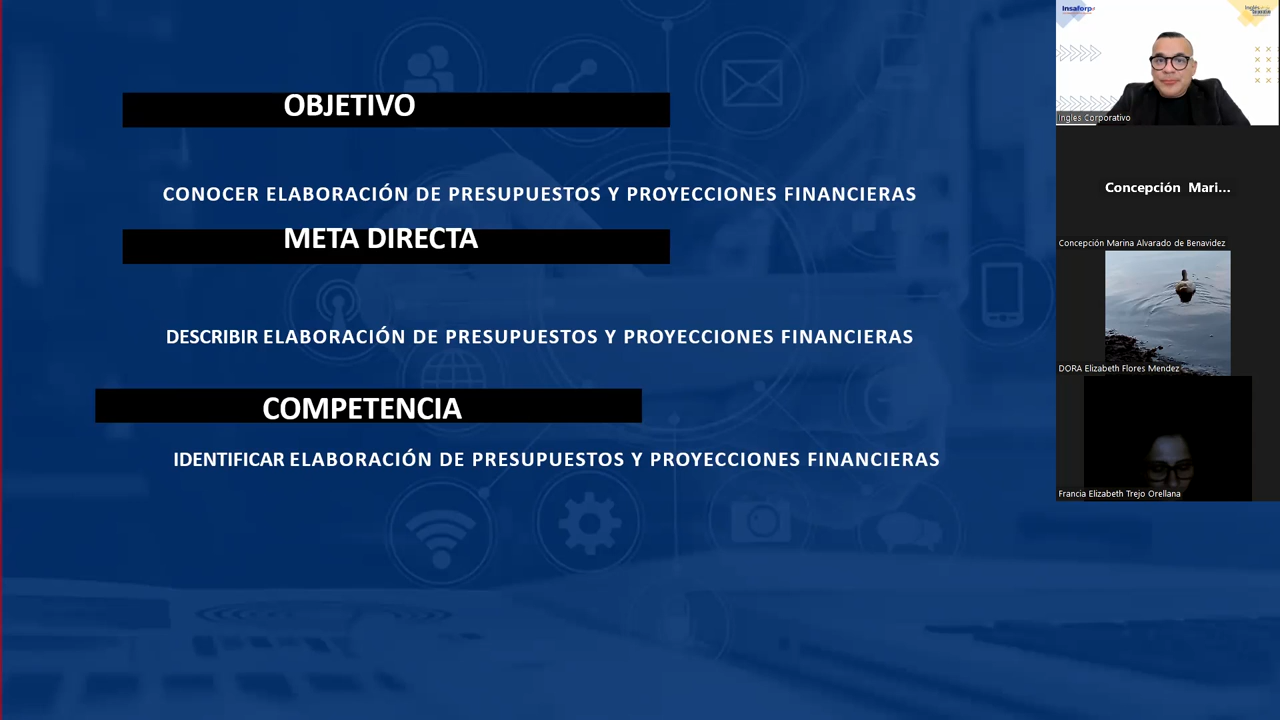 OBJETIVO
CONOCER ELABORACIÓN DE PRESUPUESTOS Y PROYECCIONES FINANCIERAS
META DIRECTA
DESCRIBIR ELABORACIÓN DE PRESUPUESTOS Y PROYECCIONES FINANCIERAS
COMPETENCIA
IDENTIFICAR ELABORACIÓN DE PRESUPUESTOS Y PROYECCIONES FINANCIERAS
Insaforp
Ingles Corporativo
Concepción Mari...
Concepción Marina Alvarado de Benavidez
DORA Elizabeth Flores Mendez
Francia Elizabeth Trejo Orellana